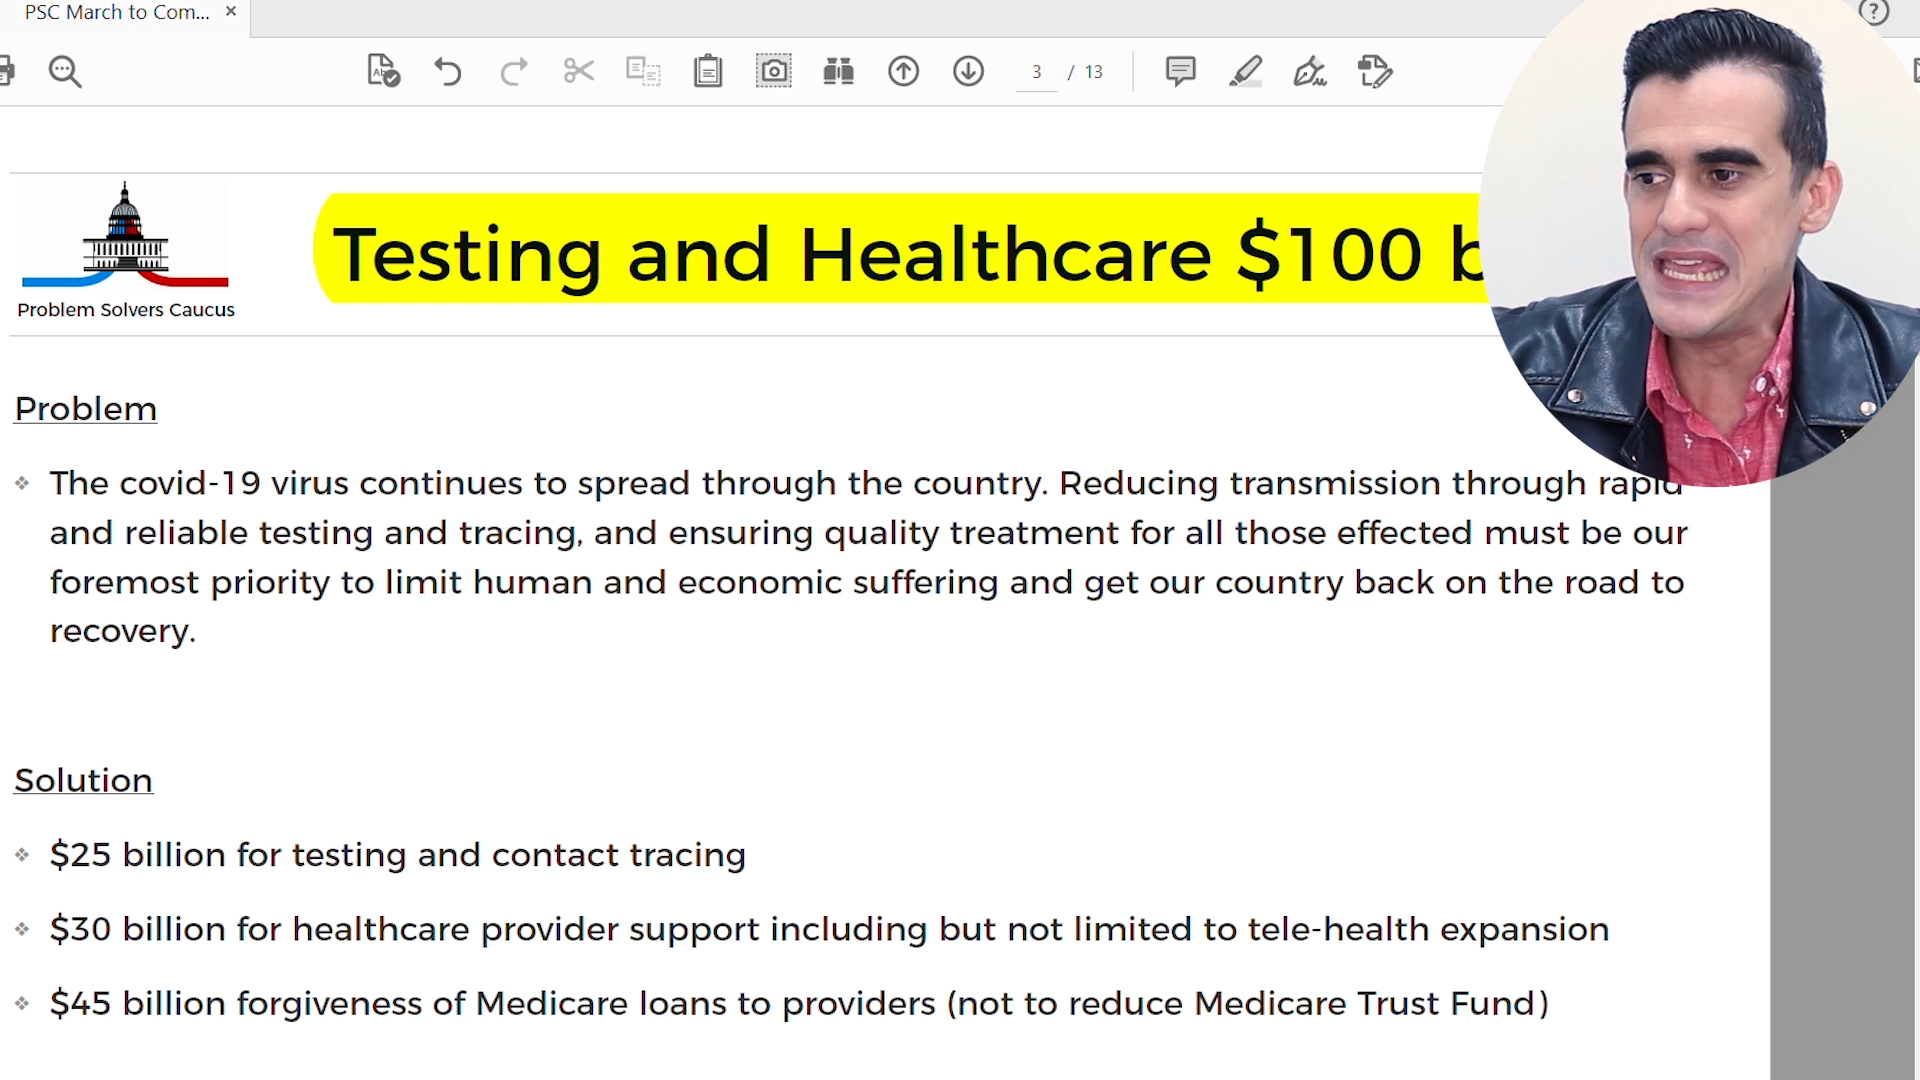 PSC March to Com...
3 / 13
Testing and Healthcare $100 b
Problem Solvers Caucus
Problem
The covid-19 virus continues to spread through the country. Reducing transmission through rapid
and reliable testing and tracing, and ensuring quality treatment for all those effected must be our
foremost priority to limit human and economic suffering and get our country back on the road to
recovery.
Solution
$25 billion for testing and contact tracing
$30 billion for healthcare provider support including but not limited to tele-health expansion
$45 billion forgiveness of Medicare loans to providers (not to reduce Medicare Trust Fund)